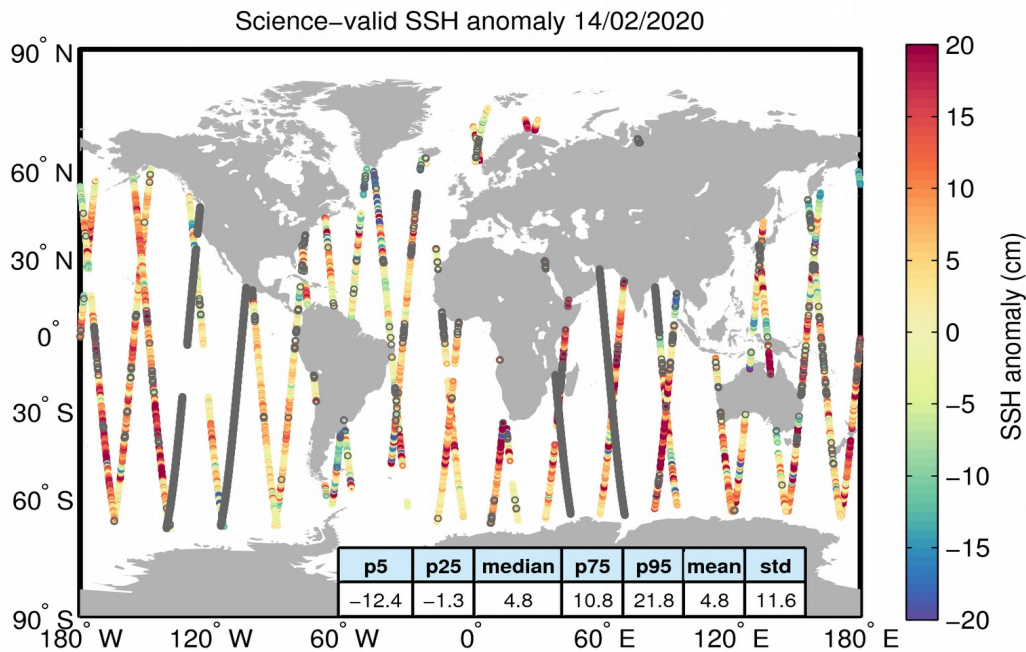 Science−valid SSH anomaly 14/02/2020
90° N
60° N
30° N
0°
30° S
60° S
90° S
180° W
120° W
60° W
0°
60° E
120° E
180° E
p5 p25 median p75 p95 mean std
−12.4 −1.3 4.8 10.8 21.8 4.8 11.6
20
15
10
5
0
−5
−10
−15
−20
SSH anomaly (cm)